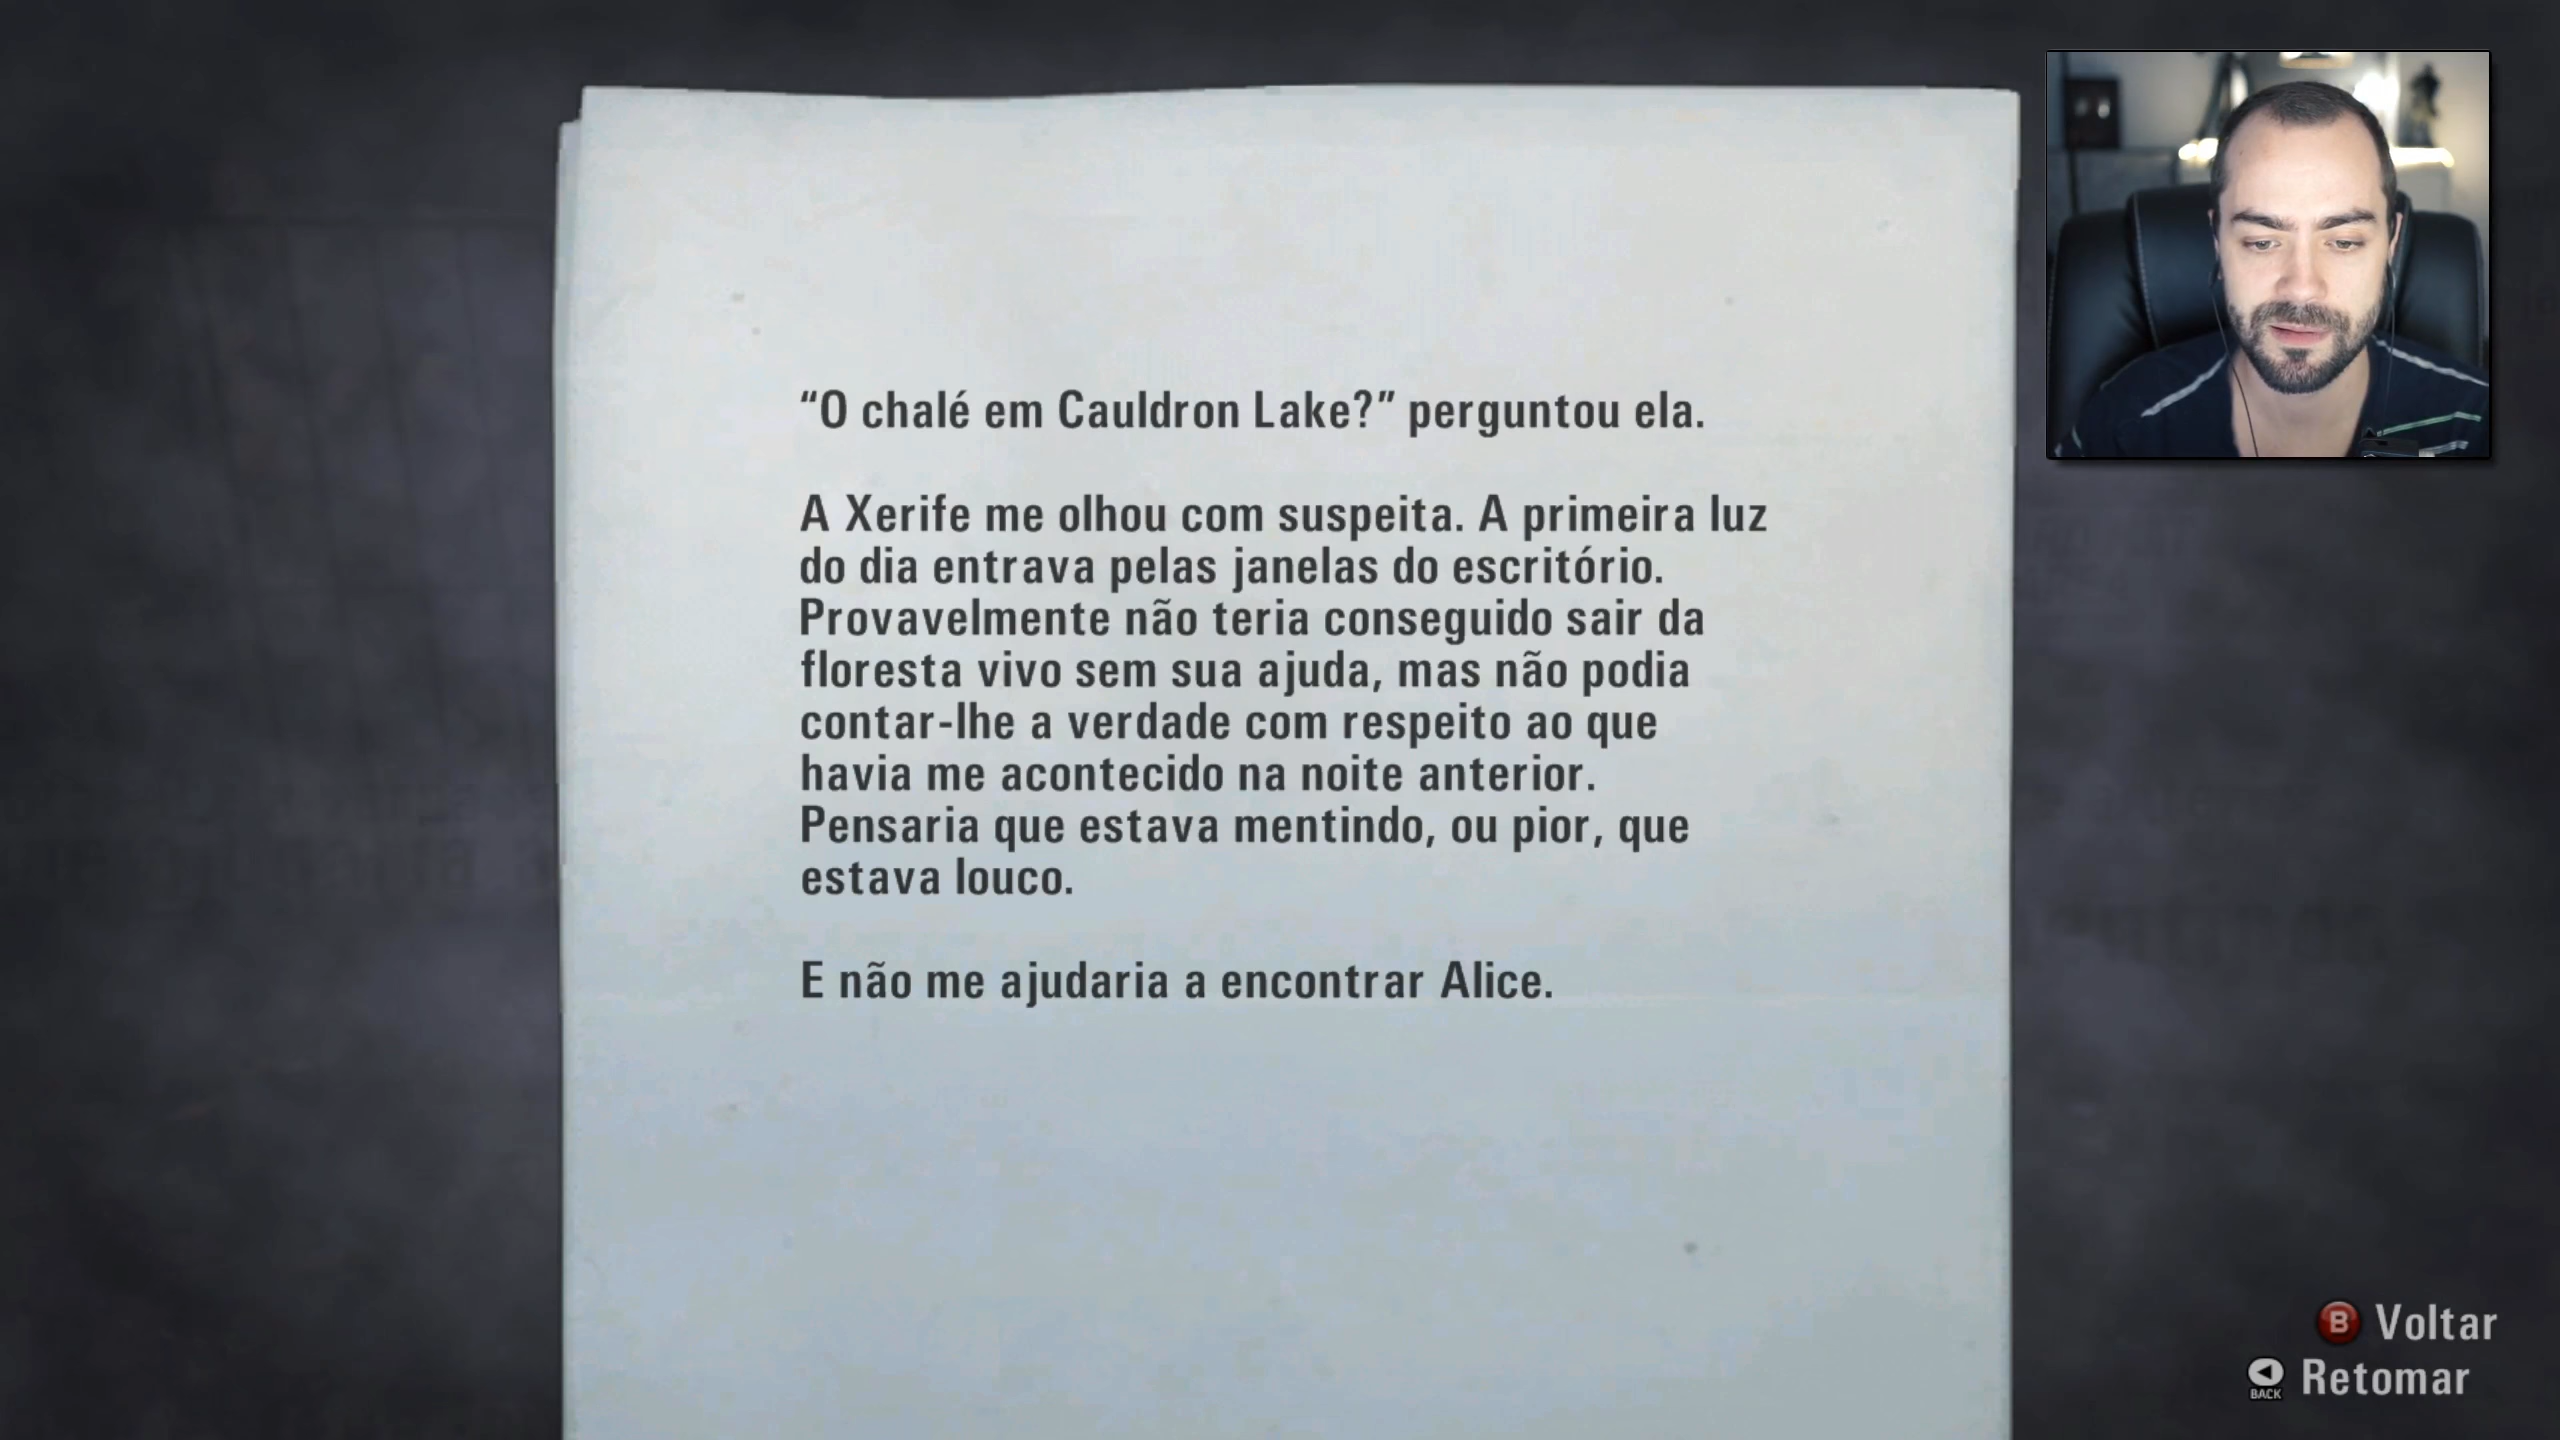 “O chalé em Cauldron Lake?” perguntou ela.
A Xerife me olhou com suspeita. A primeira luz
do dia entrava pelas janelas do escritório.
Provavelmente não teria conseguido sair da
floresta vivo sem sua ajuda, mas não podia
contar-lhe a verdade com respeito ao que
havia me acontecido na noite anterior.
Pensaria que estava mentindo, ou pior, que
estava louco.
E não me ajudaria a encontrar Alice.
B Voltar
BACK Retomar